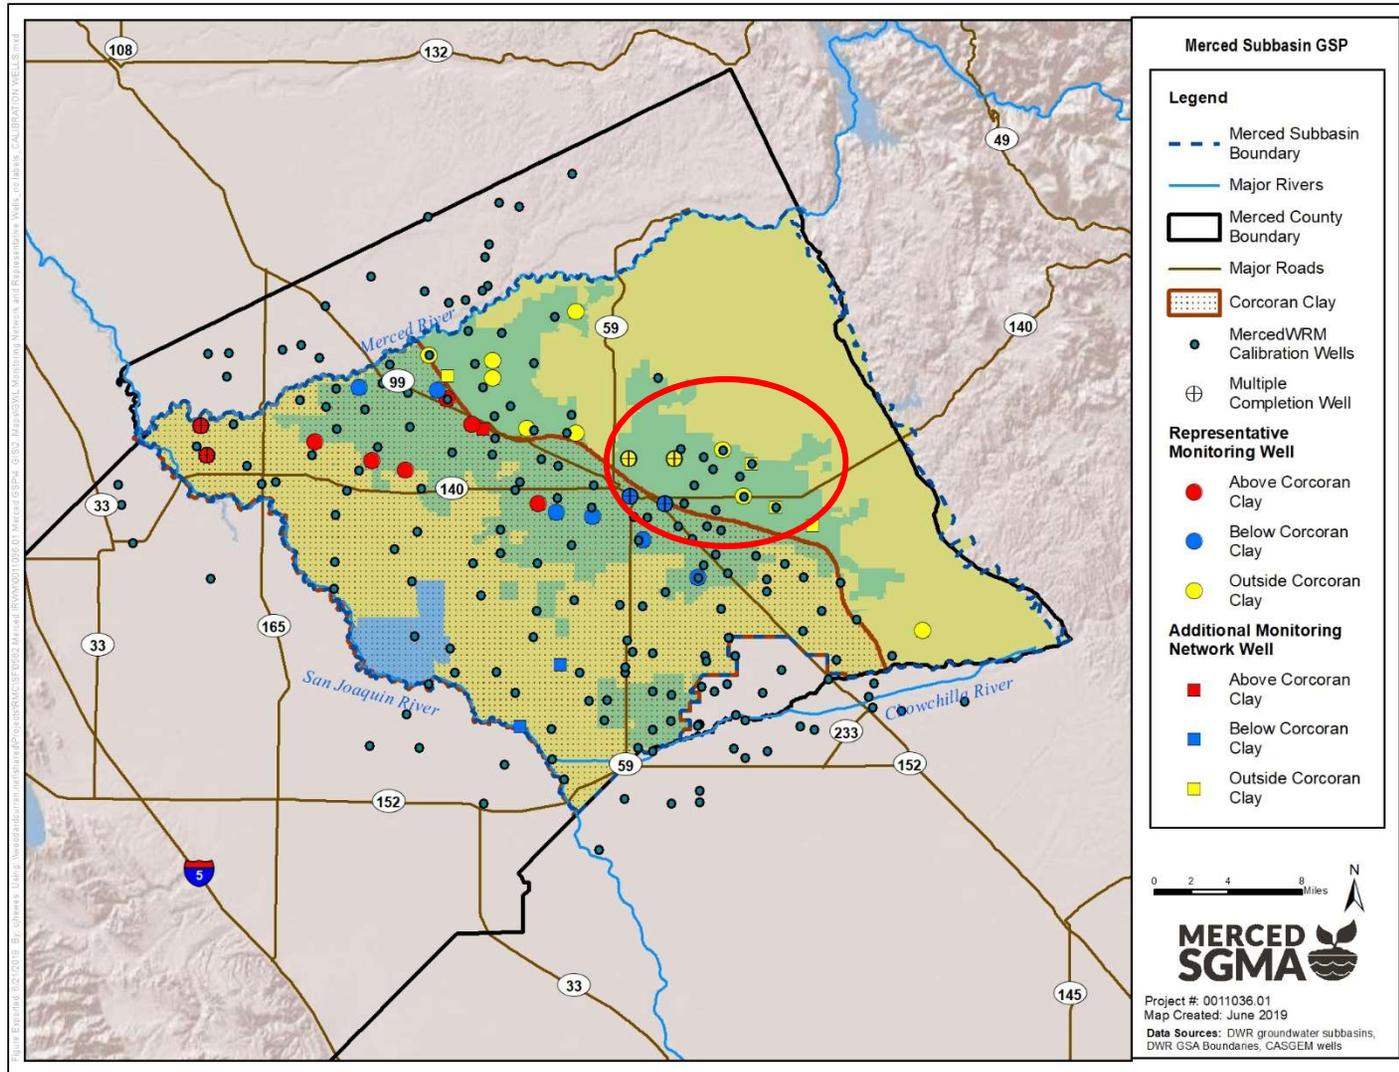 Merced Subbasin GSP
Legend
Merced Subbasin
Boundary
Major Rivers
Merced County
Boundary
Major Roads
Corcoran Clay
MercedWRM
Calibration Wells
Multiple
Completion Well
Representative
Monitoring Well
Above Corcoran
Clay
Below Corcoran
Clay
Outside Corcoran
Clay
Additional Monitoring
Network Well
Above Corcoran
Clay
Below Corcoran
Clay
Outside Corcoran
Clay
N
0 2 4 8
Miles
MERCED
SGMA
Project #: 0011036.01
Map Created: June 2019
Data Sources: DWR groundwater subbasins,
DWR GSA Boundaries, CASGEM wells
108
132
49
140
59
Merced River
99
140
33
165
33
San Joaquin River
Chowchilla River
233
59
152
152
5
33
145